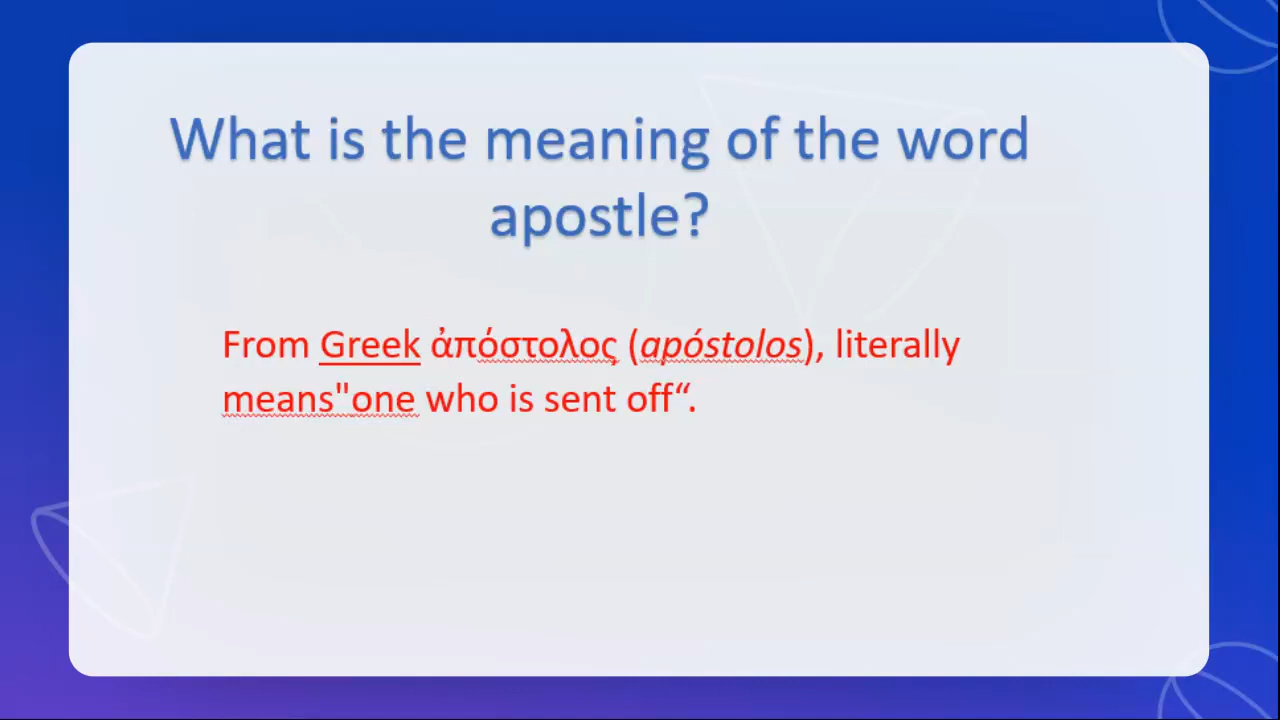 What is the meaning of the word
apostle?
From Greek ἀπόστολος (apóstolos), literally
means"one who is sent off“.